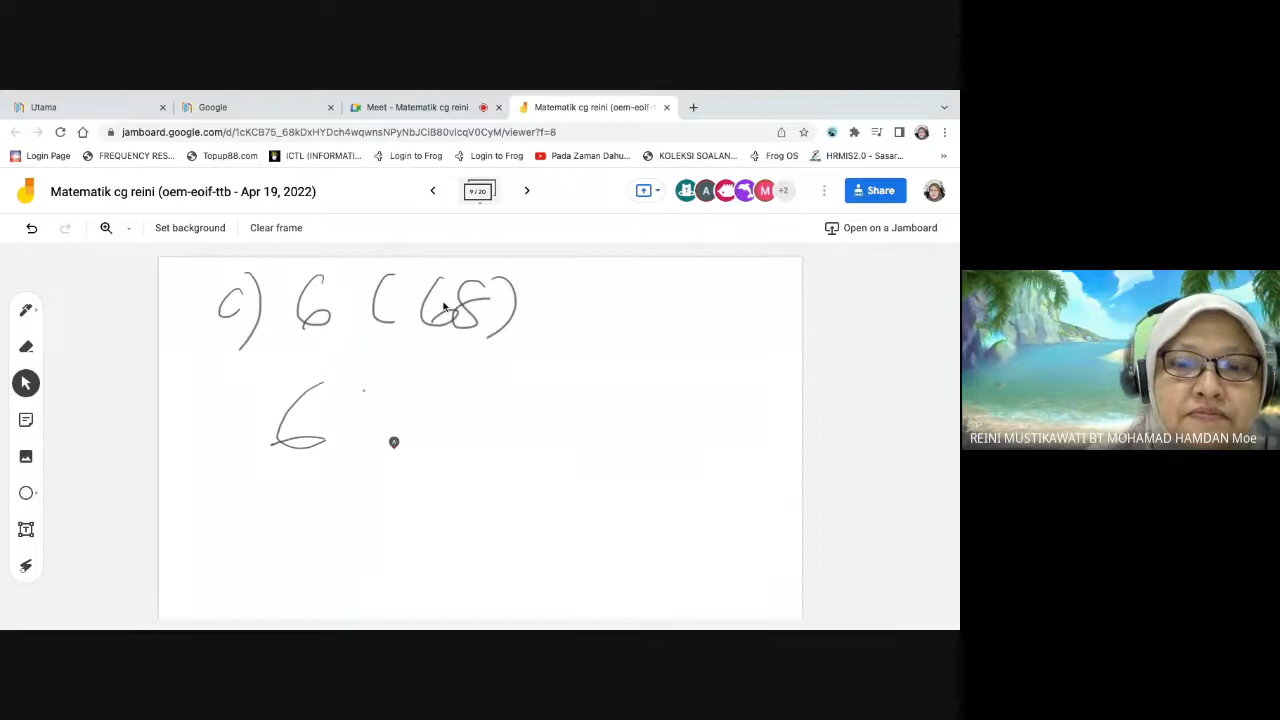 Utama
Google
Meet - Matematik cg reini
Matematik cg reini (oem-eoif-t
jamboard.google.com/d/1cKCB75_68kDxHYDch4wqwnsNPyNbJCiB80vIcqV0CyM/viewer?f=8
Login Page
FREQUENCY RES...
Topup88.com
ICTL (INFORMATI...
Login to Frog
Login to Frog
Pada Zaman Dahu...
KOLEKSI SOALAN...
Frog OS
HRMIS2.0 - Sasar...
»
Matematik cg reini (oem-eoif-ttb - Apr 19, 2022)
9 / 20
A
M
+2
Share
Set background
Clear frame
Open on a Jamboard
c) 6 (68)
6
REINI MUSTIKAWATI BT MOHAMAD HAMDAN Moe